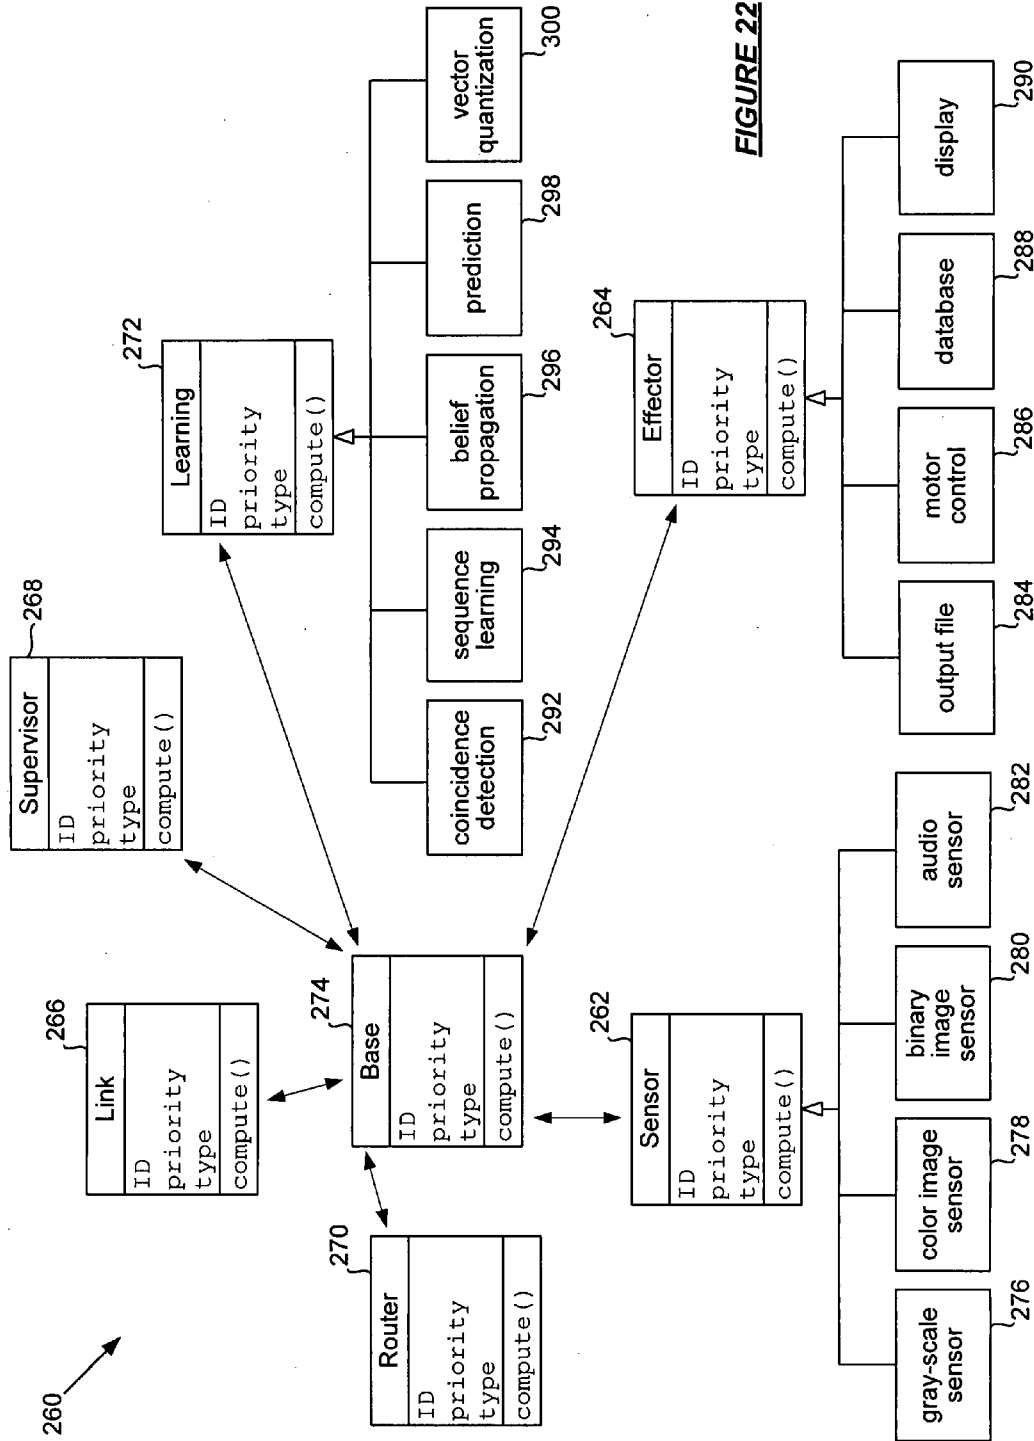 260
270
Router
ID
priority
type
compute()
266
Link
ID
priority
type
compute()
Supervisor
268
ID
priority
type
compute()
274
Base
ID
priority
type
compute()
272
Learning
ID
priority
type
compute()
coincidence
detection
292
sequence
learning
294
belief
propagation
296
prediction
298
vector
quantization
300
262
Sensor
ID
priority
type
compute()
gray-scale
sensor
276
color image
sensor
278
binary
image
sensor
280
audio
sensor
282
264
Effector
ID
priority
type
compute()
output file
284
motor
control
286
database
288
display
290
FIGURE 22